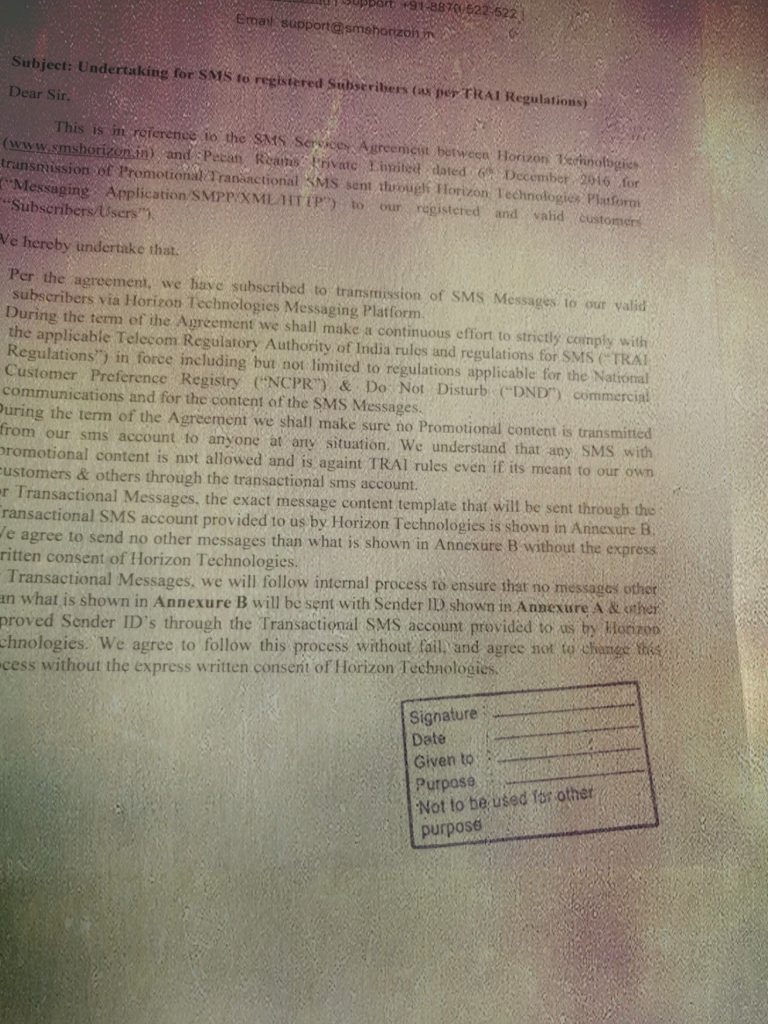 Support: +91-8870-522-522 |
Email: support@smshorizon.in
Subject: Undertaking for SMS to registered Subscribers (as per TRAI Regulations)
Dear Sir,
This is in reference to the SMS Services Agreement between Horizon Technologies
(www.smshorizon.in) and Pecan Reams Private Limited dated 6th December 2016 for
transmission of Promotional/Transactional SMS sent through Horizon Technologies Platform
("Messaging Application/SMPP/XML/HTTP") to our registered and valid customers
"Subscribers/Users").
We hereby undertake that.
Per the agreement, we have subscribed to transmission of SMS Messages to our valid
subscribers via Horizon Technologies Messaging Platform.
During the term of the Agreement we shall make a continuous effort to strictly comply with
the applicable Telecom Regulatory Authority of India rules and regulations for SMS ("TRAI
Regulations") in force including but not limited to regulations applicable for the National
Customer Preference Registry ("NCPR") & Do Not Disturb ("DND") commercial
communications and for the content of the SMS Messages.
During the term of the Agreement we shall make sure no Promotional content is transmitted
from our sms account to anyone at any situation. We understand that any SMS with
promotional content is not allowed and is againt TRAI rules even if its meant to our own
customers & others through the transactional sms account.
r Transactional Messages, the exact message content template that will be sent through the
ransactional SMS account provided to us by Horizon Technologies is shown in Annexure B.
Ve agree to send no other messages than what is shown in Annexure B without the express
ritten consent of Horizon Technologies.
Transactional Messages, we will follow internal process to ensure that no messages other
an what is shown in Annexure B will be sent with Sender ID shown in Annexure A & other
proved Sender ID's through the Transactional SMS account provided to us by Horizon
chnologies. We agree to follow this process without fail, and agree not to change this
cess without the express written consent of Horizon Technologies.
Signature :
Date :
Given to :
Purpose :
Not to be used for other
purpose